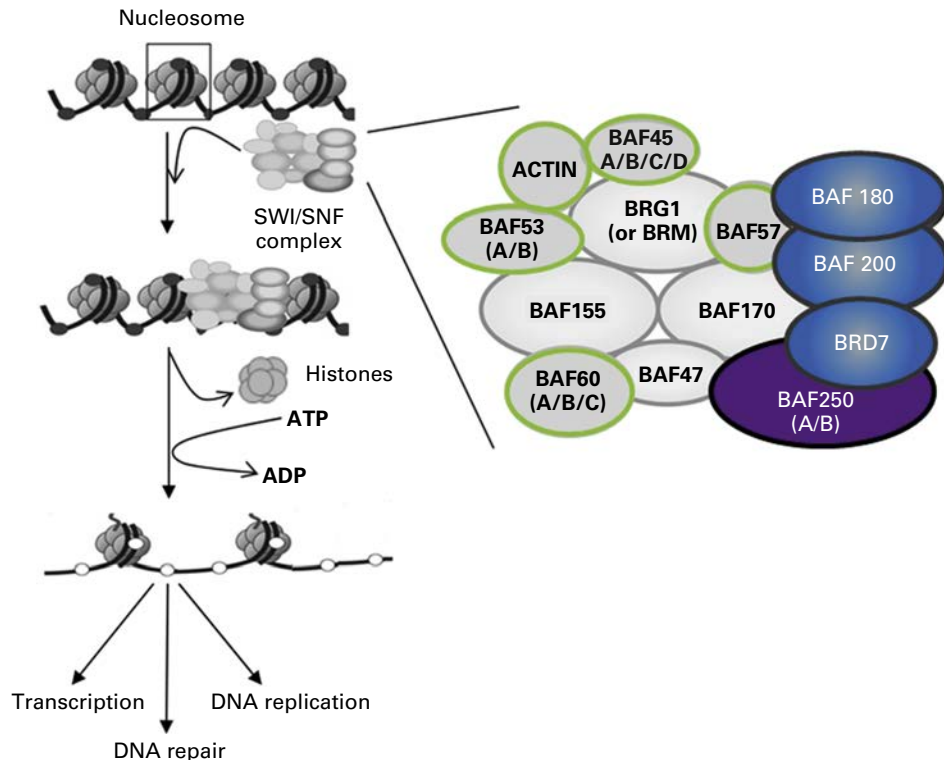 Nucleosome
SWI/SNF
complex
Histones
ATP
ADP
Transcription
DNA replication
DNA repair
BAF45
A/B/C/D
ACTIN
BRG1
(or BRM)
BAF53
(A/B)
BAF57
BAF 180
BAF 200
BAF155
BAF170
BRD7
BAF60
(A/B/C)
BAF47
BAF250
(A/B)